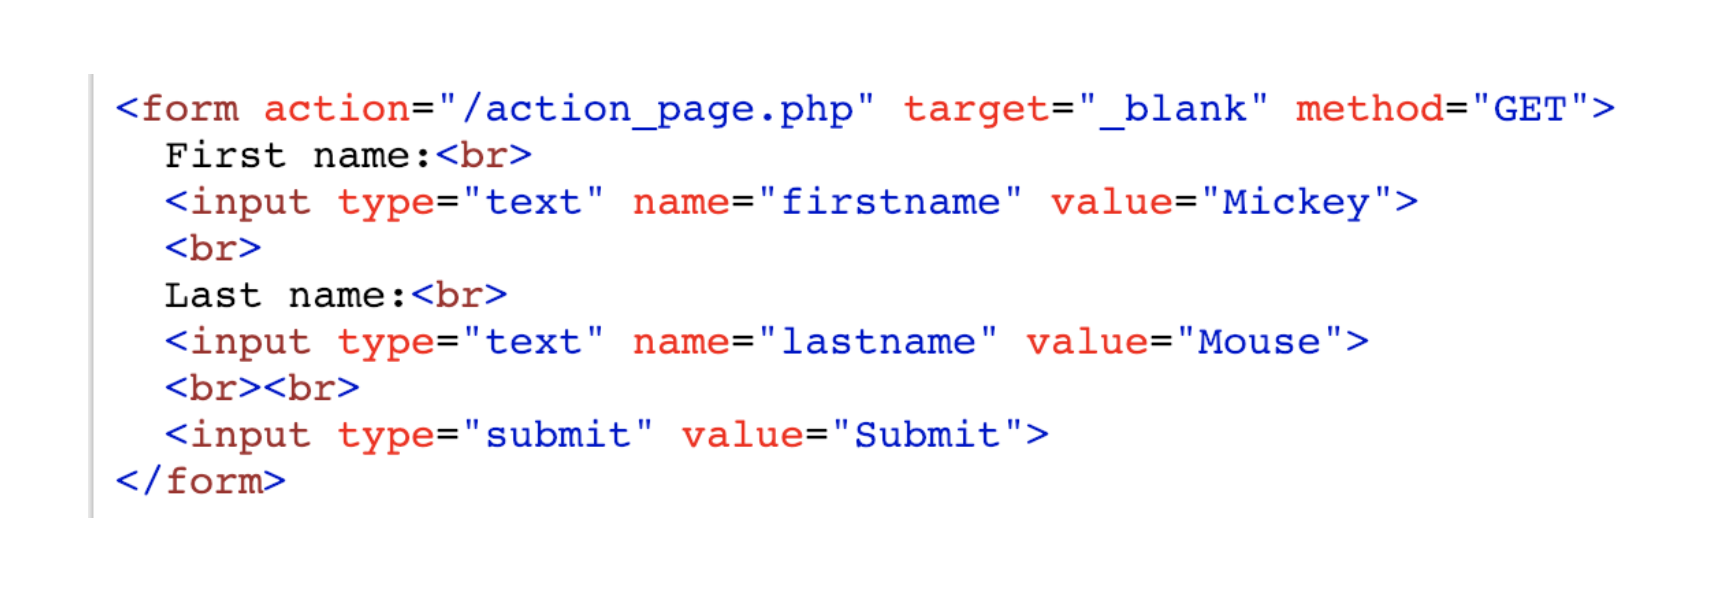 <form action="/action_page.php" target="_blank" method="GET">
First name:<br>
<input type="text" name="firstname" value="Mickey">
<br>
Last name:<br>
<input type="text" name="lastname" value="Mouse">
<br><br>
<input type="submit" value="Submit">
</form>